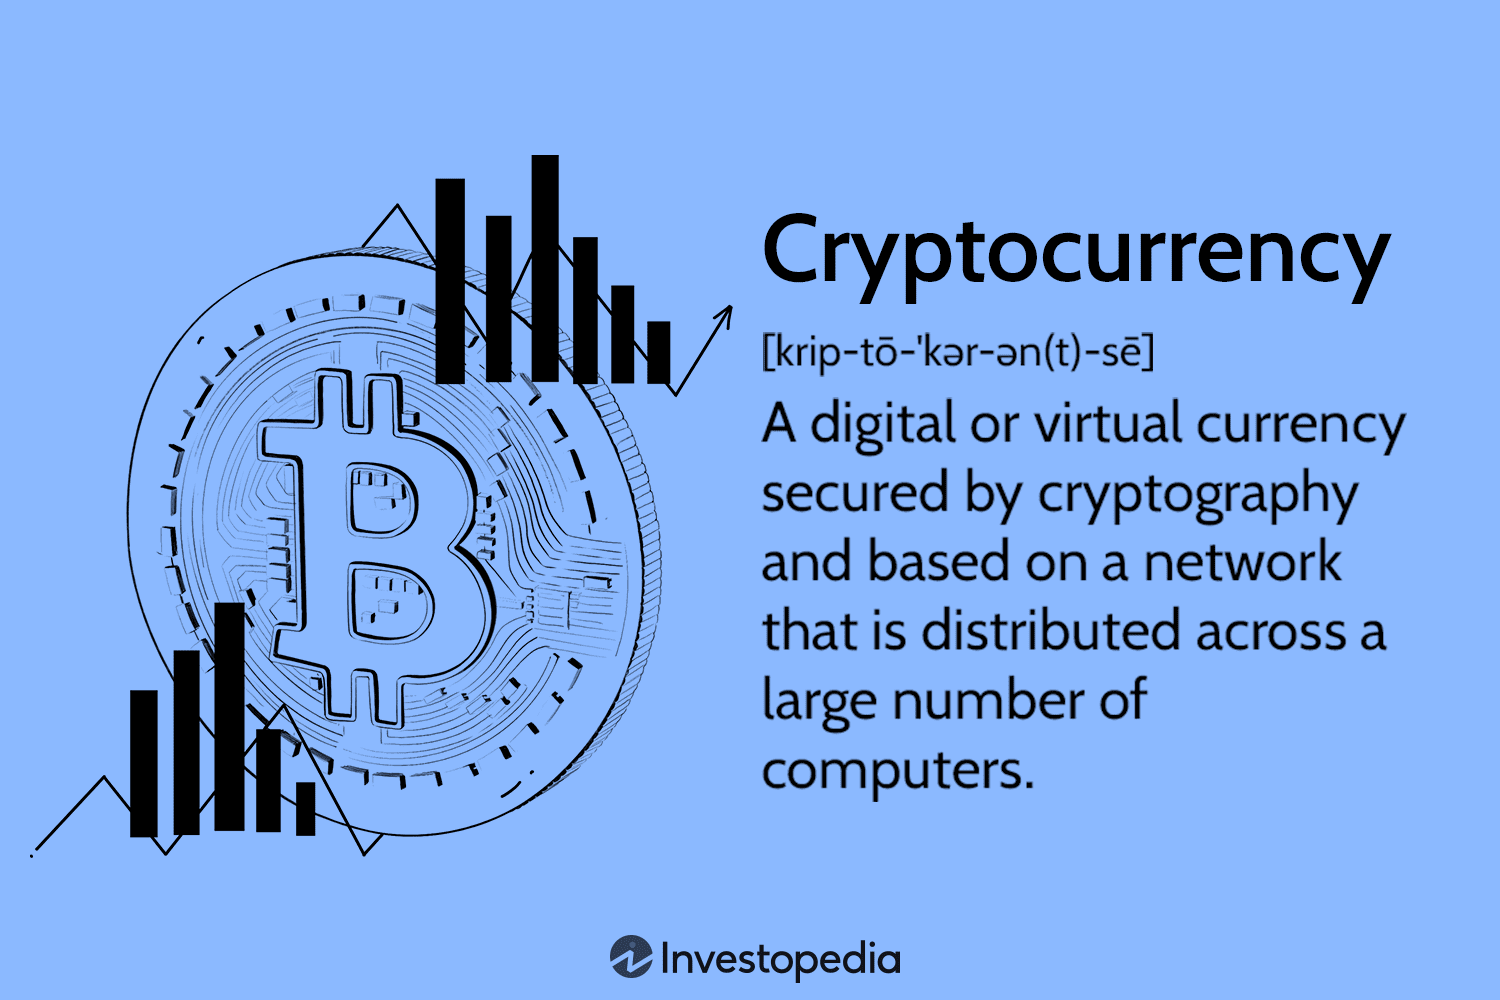 Cryptocurrency
[krip-tō-'kər-ən(t)-sē]
A digital or virtual currency
secured by cryptography
and based on a network
that is distributed across a
large number of
computers.
Investopedia